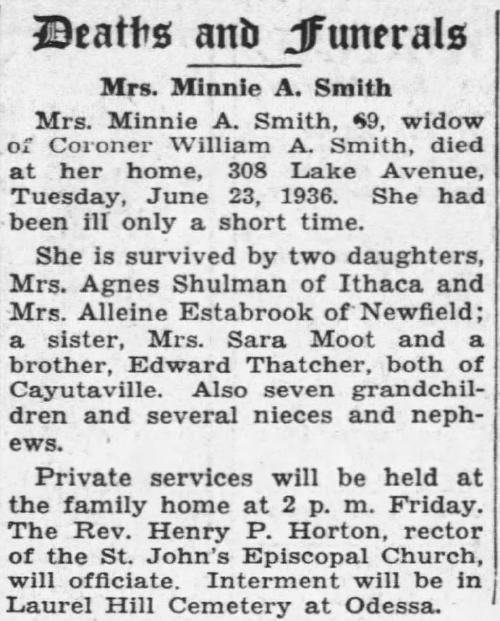 Deaths and Funerals
Mrs. Minnie A. Smith
Mrs. Minnie A. Smith, 69, widow
of Coroner William A. Smith, died
at her home, 308 Lake Avenue,
Tuesday, June 23, 1936. She had
been ill only a short time.
She is survived by two daughters,
Mrs. Agnes Shulman of Ithaca and
Mrs. Alleine Estabrook of Newfield;
a sister, Mrs. Sara Moot and a
brother, Edward Thatcher, both of
Cayutaville. Also seven grandchil-
dren and several nieces and neph-
ews.
Private services will be held at
the family home at 2 p. m. Friday.
The Rev. Henry P. Horton, rector
of the St. John's Episcopal Church,
will officiate. Interment will be in
Laurel Hill Cemetery at Odessa.